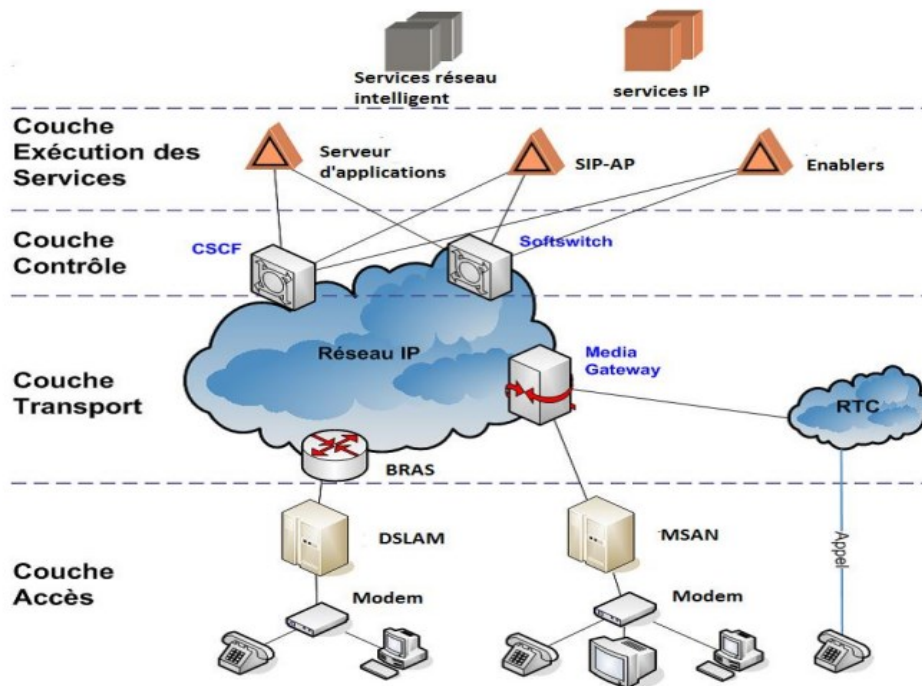 Services réseau
intelligent
services IP
Couche
Exécution des
Services
Serveur
d'applications
SIP-AP
Enablers
Couche
Contrôle
CSCF
Softswitch
Couche
Transport
Réseau IP
Media
Gateway
RTC
BRAS
Couche
Accès
DSLAM
MSAN
Appel
Modem
Modem